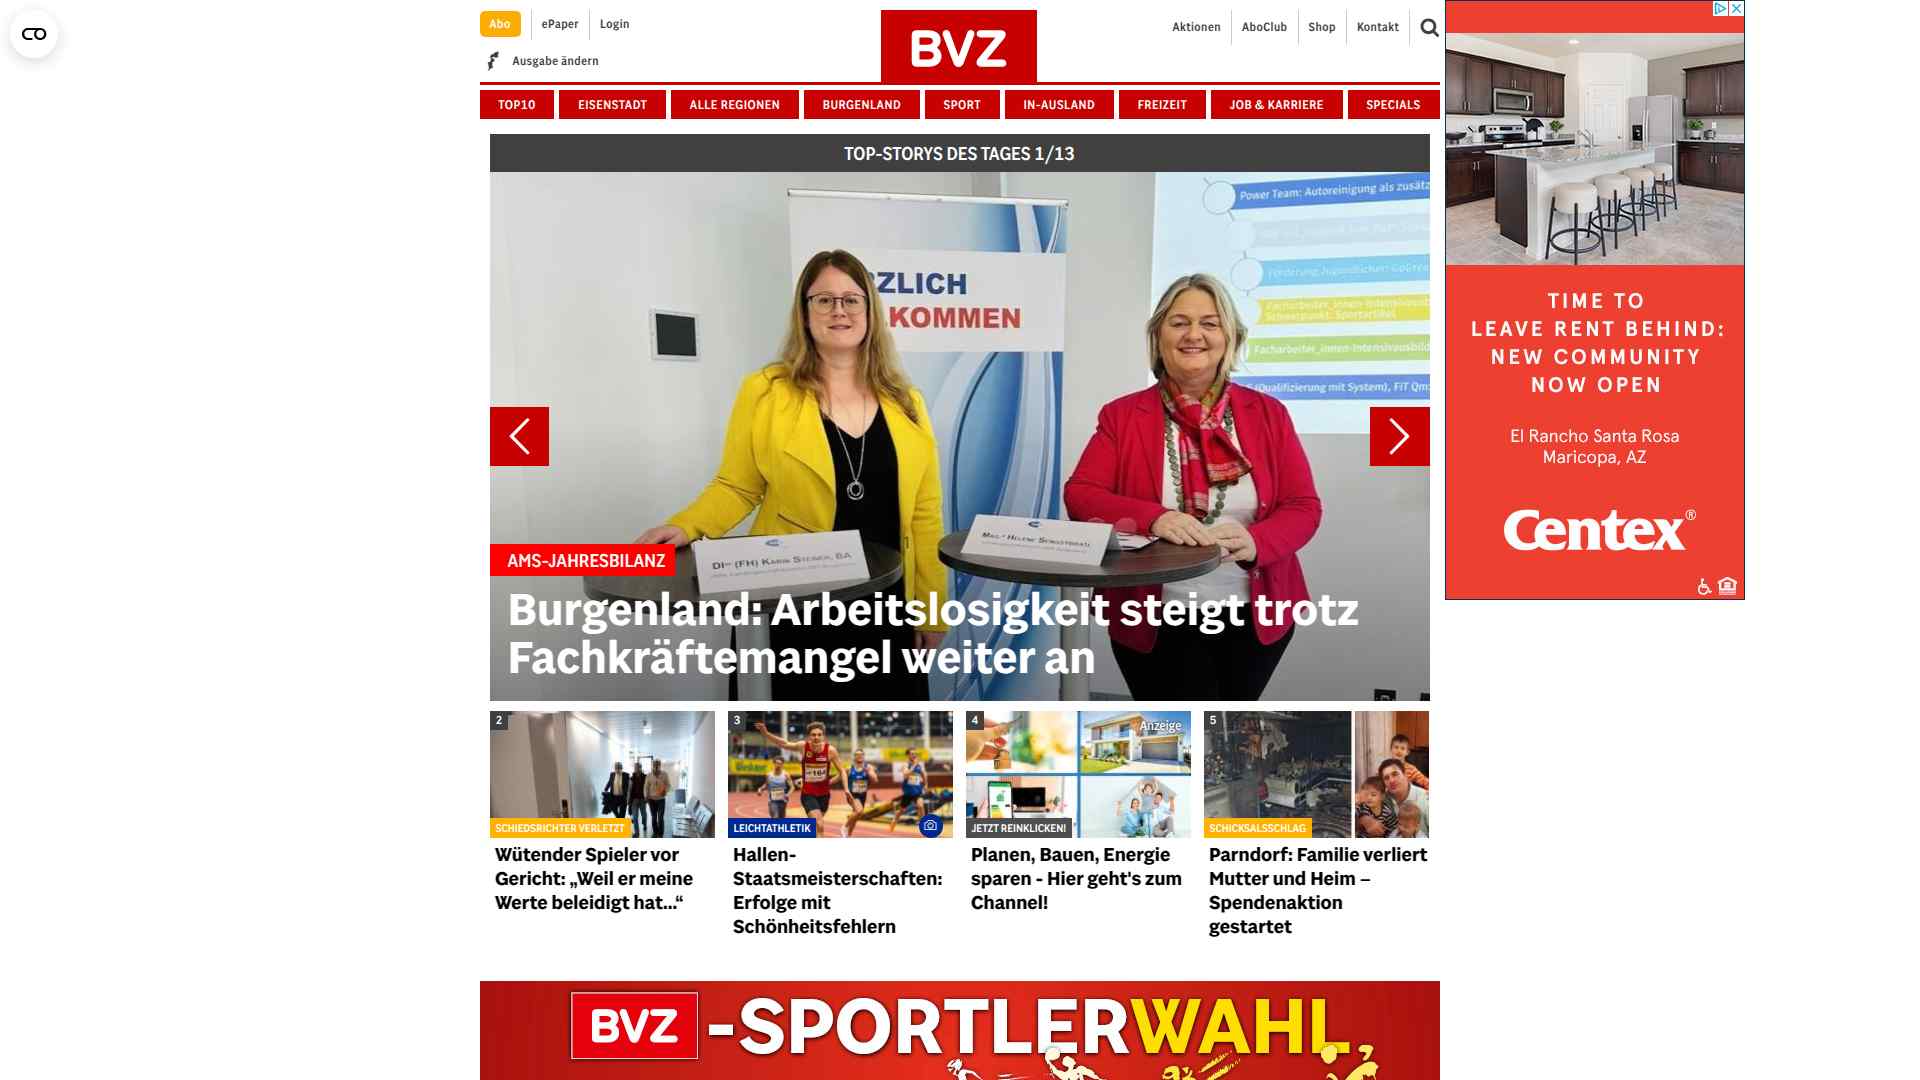 Abo
ePaper
Login
Aktionen
AboClub
Shop
Kontakt
Ausgabe ändern
BVZ
TOP10
EISENSTADT
ALLE REGIONEN
BURGENLAND
SPORT
IN-AUSLAND
FREIZEIT
JOB & KARRIERE
SPECIALS
TOP-STORYS DES TAGES 1/13
Power Team: Autoreinigung als zusätz
Förderung Jugendlicher:
Facharbeiter_innen-Intensivausb
Schwerpunkt: Sportartikel
Facharbeiter_innen-Intensivausbild
(Qualifizierung mit System), FiT Qm:
ZLICH
KOMMEN
DIin (FH) KARIN STEINER, BA
AMS-JAHRESBILANZ
Burgenland: Arbeitslosigkeit steigt trotz
Fachkräftemangel weiter an
2
SCHIEDSRICHTER VERLETZT
Wütender Spieler vor
Gericht: „Weil er meine
Werte beleidigt hat...“
3
164
LEICHTATHLETIK
Hallen-
Staatsmeisterschaften:
Erfolge mit
Schönheitsfehlern
4
Anzeige
JETZT REINKLICKEN!
Planen, Bauen, Energie
sparen - Hier geht's zum
Channel!
5
SCHICKSALSSCHLAG
Parndorf: Familie verliert
Mutter und Heim –
Spendenaktion
gestartet
BVZ -SPORTLERWAHL
TIME TO
LEAVE RENT BEHIND:
NEW COMMUNITY
NOW OPEN
El Rancho Santa Rosa
Maricopa, AZ
Centex®